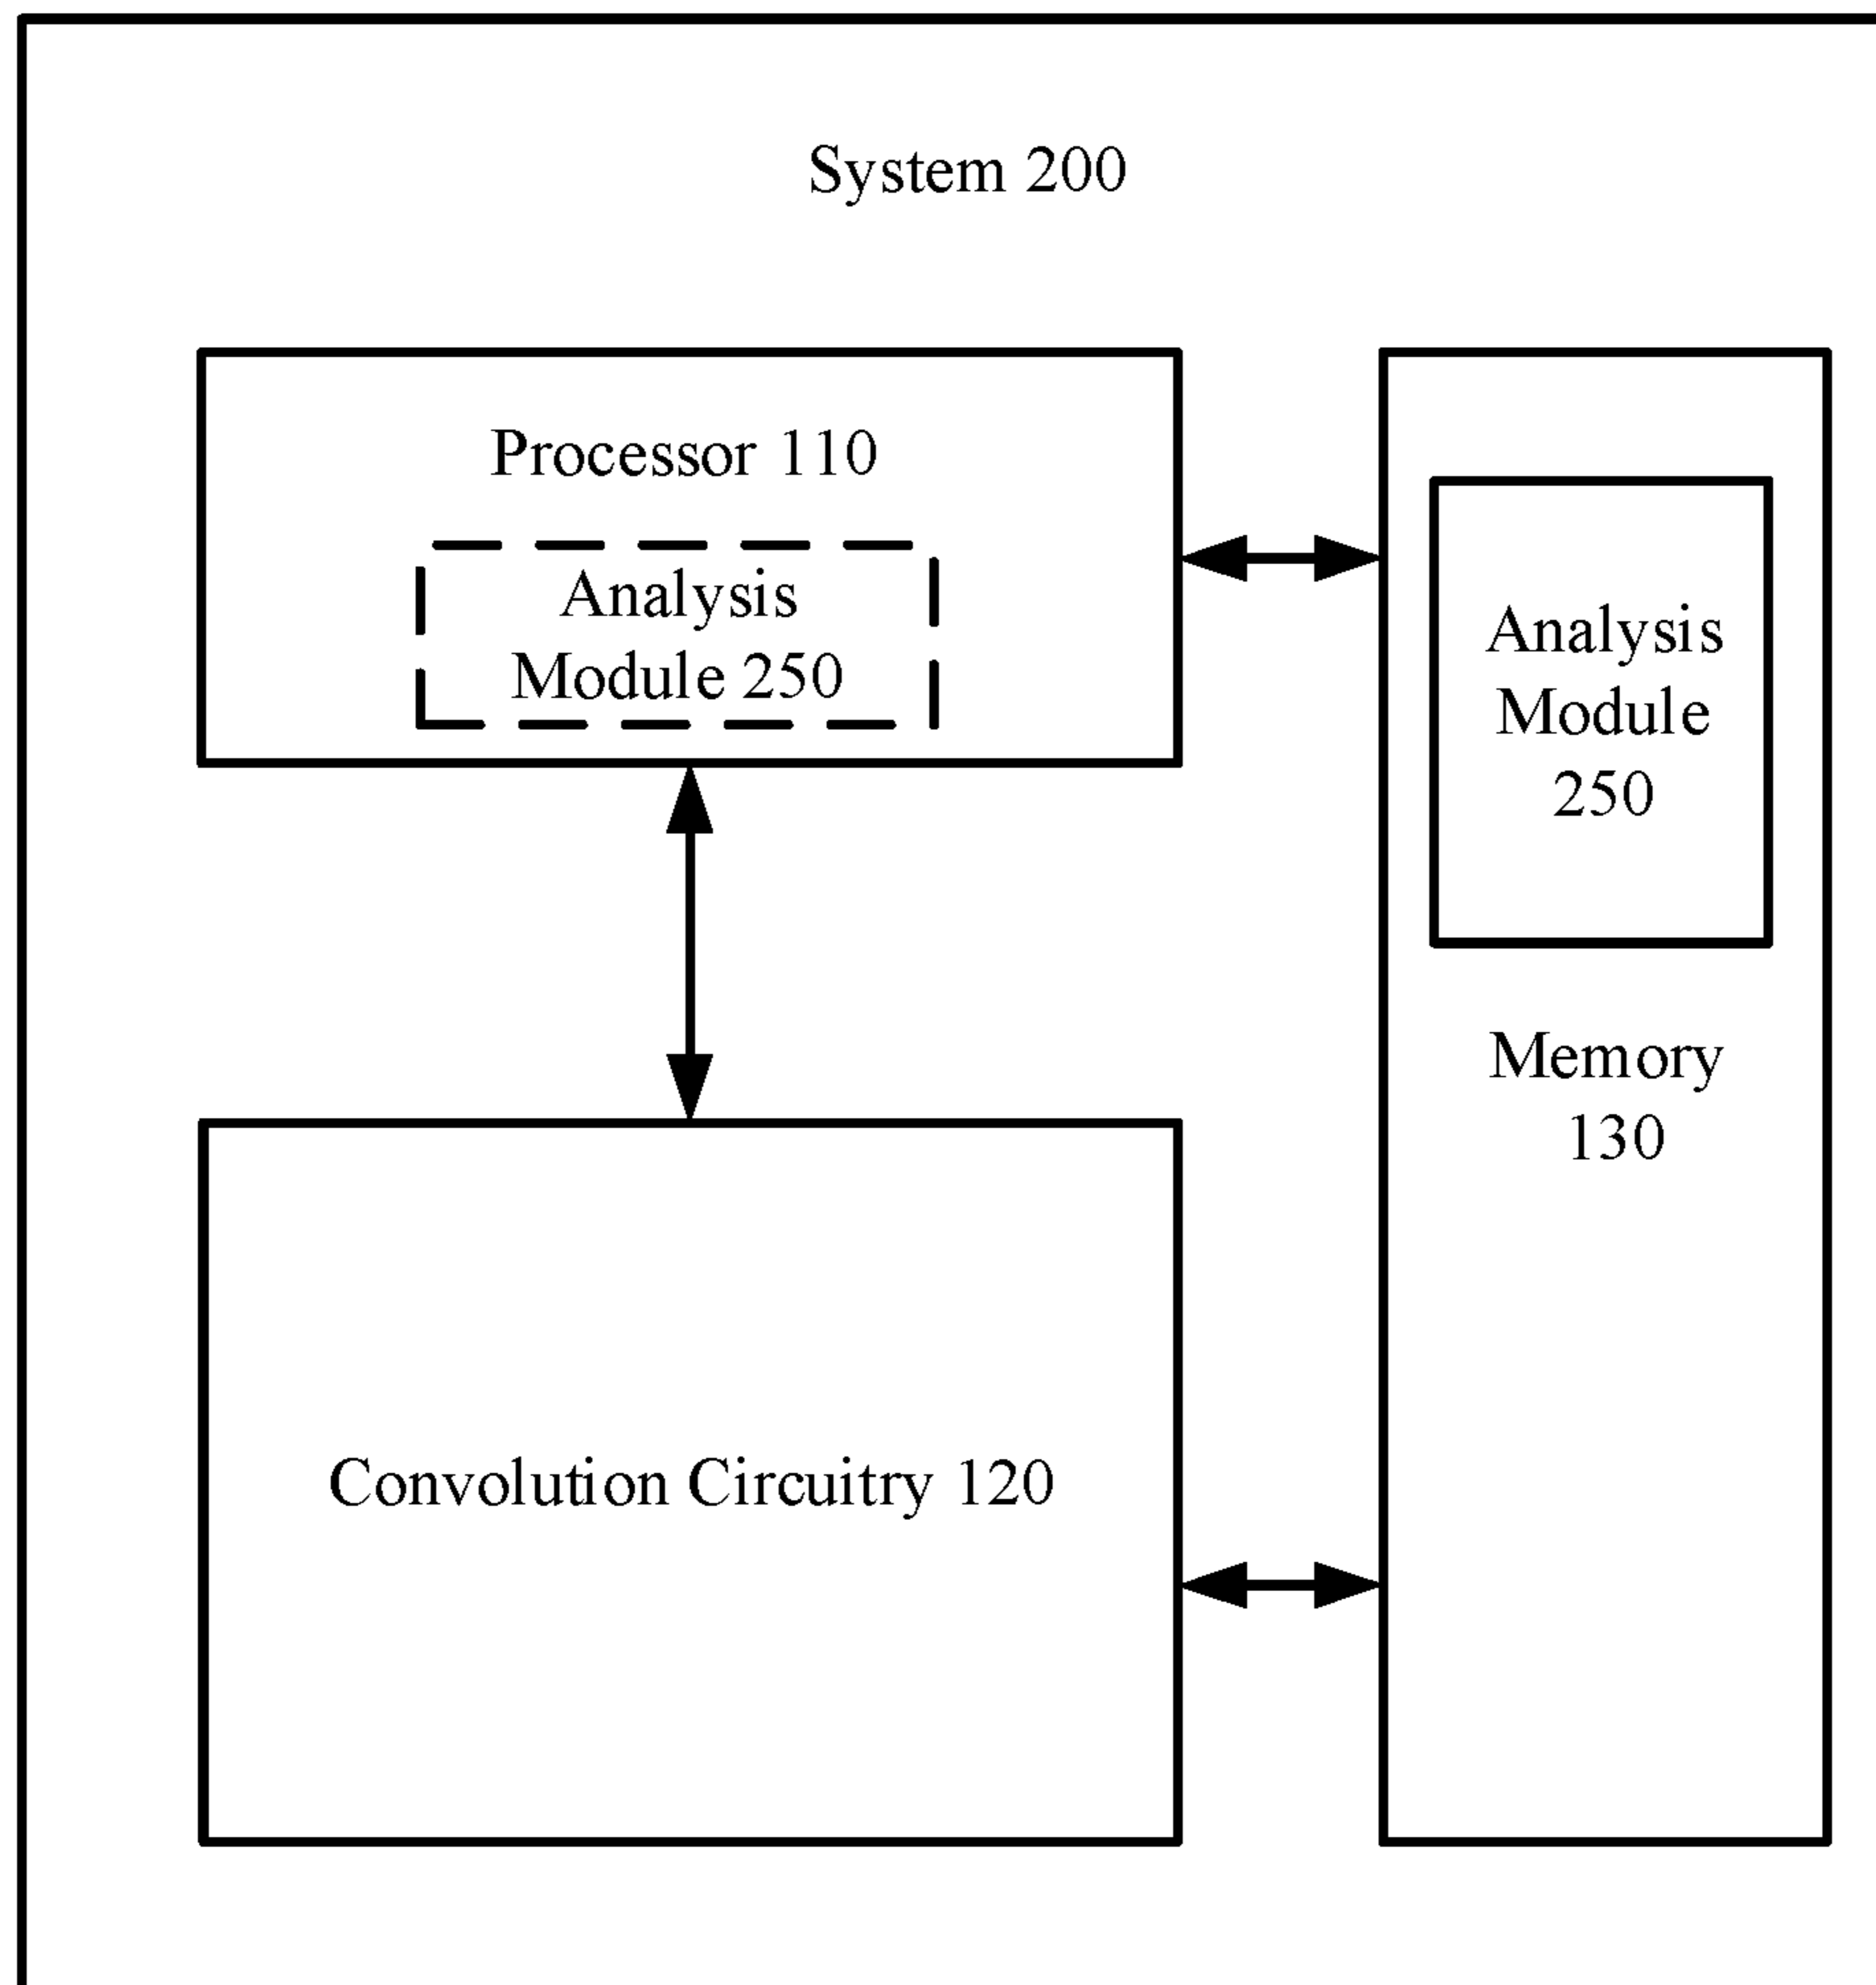 System 200
Processor 110
Analysis
Module 250
Analysis
Module
250
Memory
130
Convolution Circuitry 120